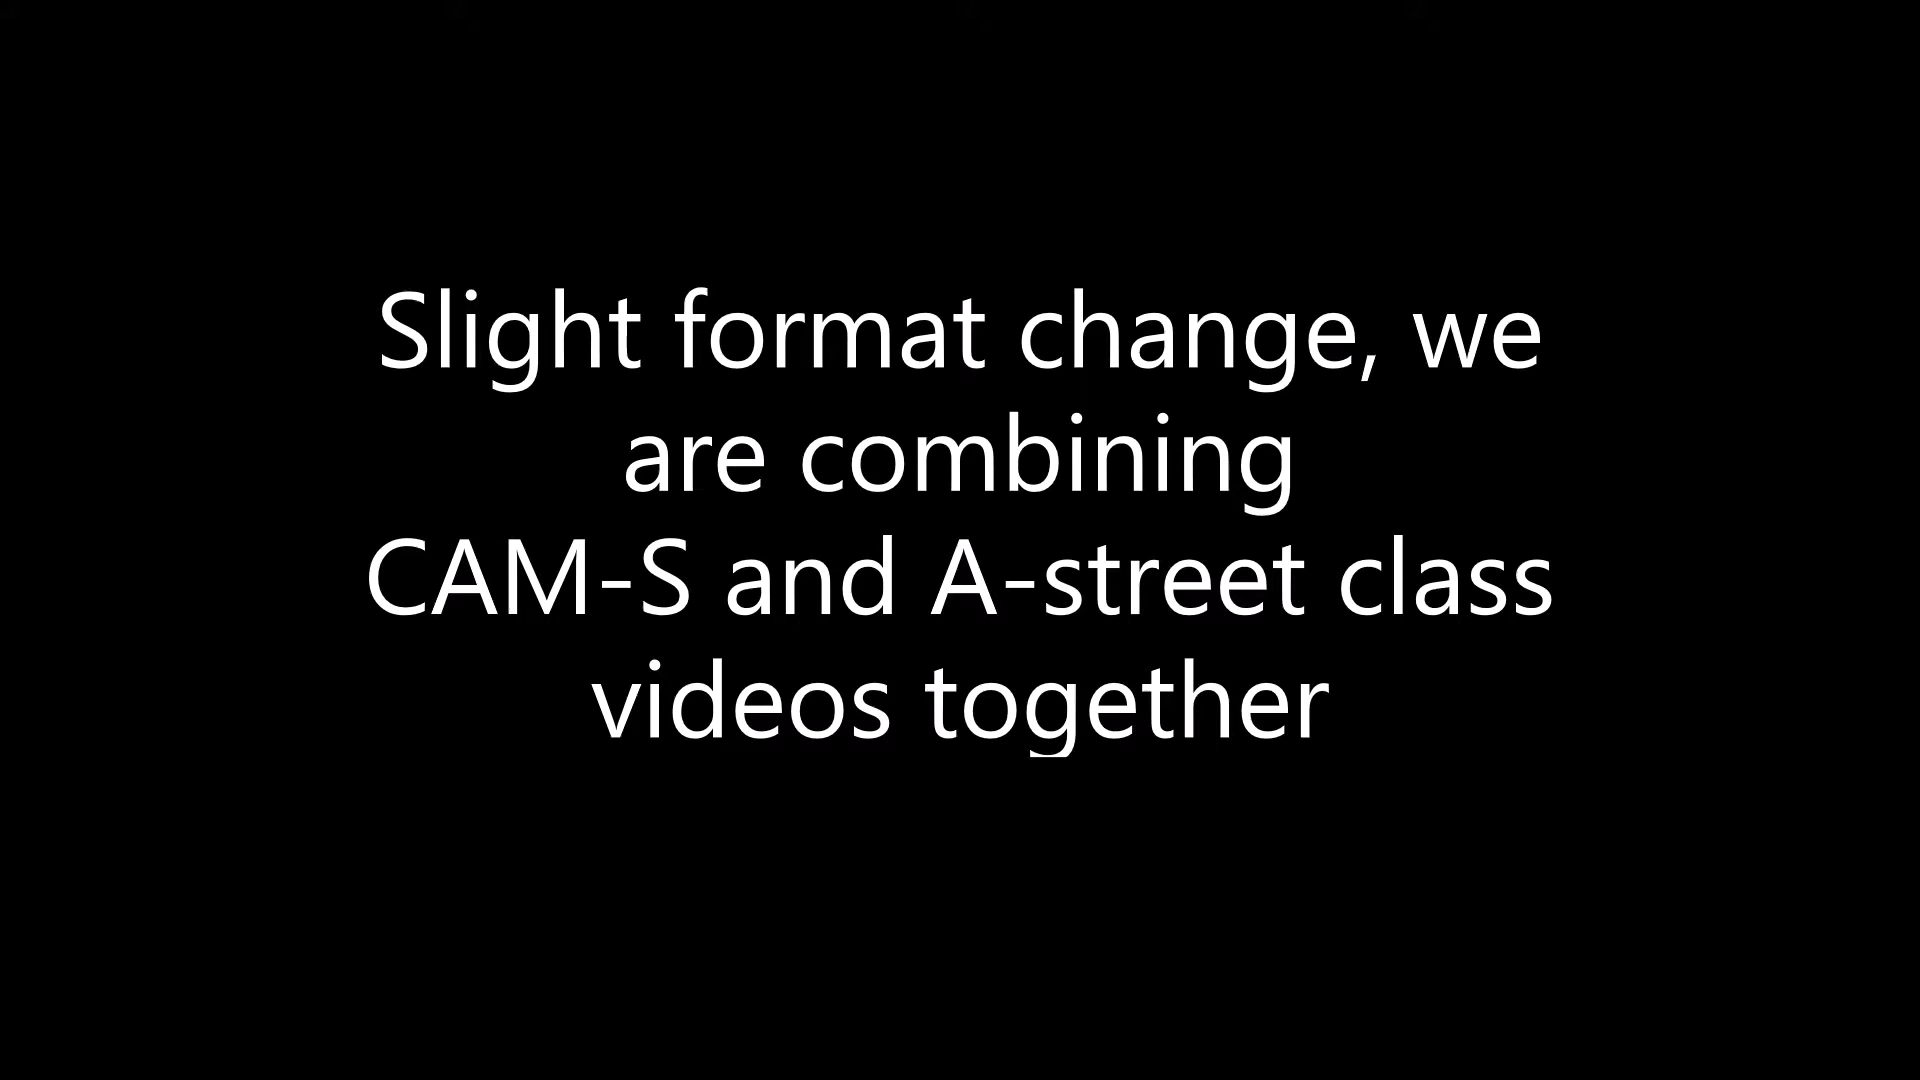 Slight format change, we
are combining
CAM-S and A-street class
videos together